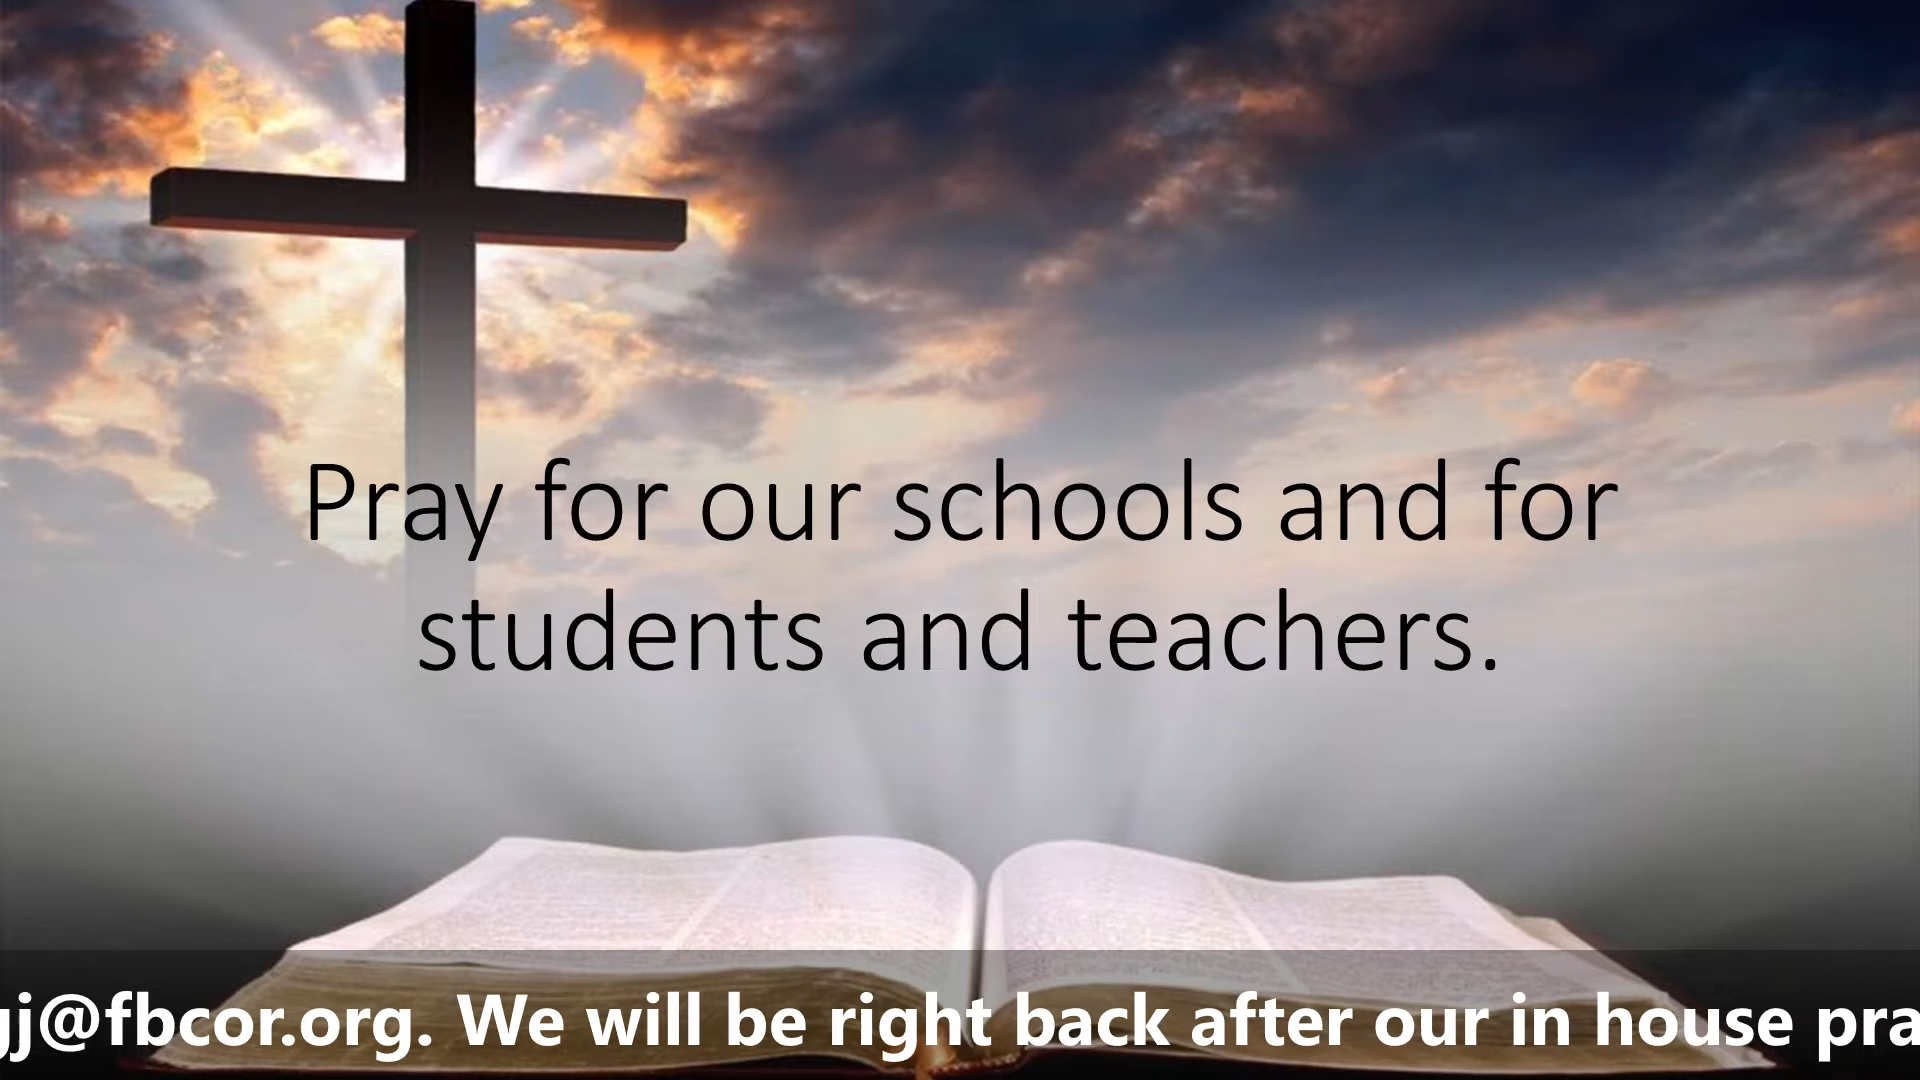 Pray for our schools and for
students and teachers.
gj@fbcor.org. We will be right back after our in house pra